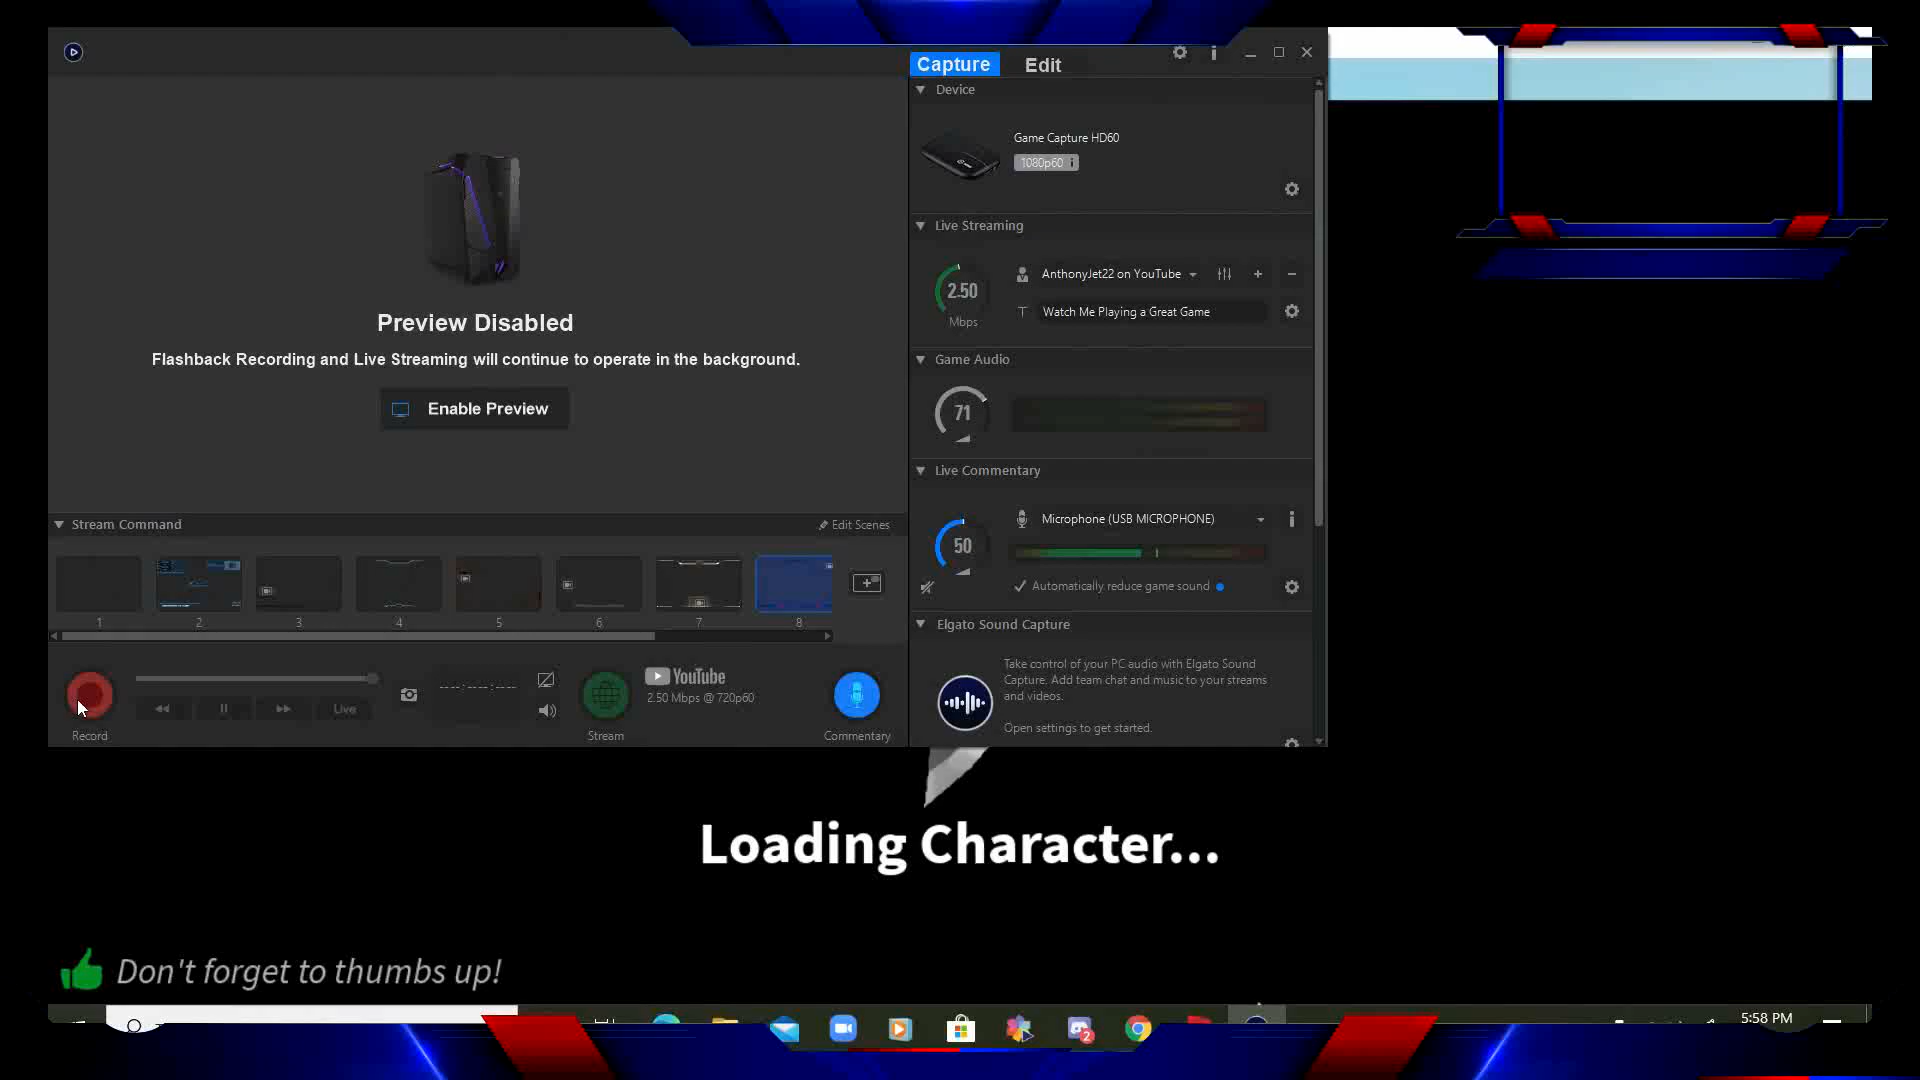 Capture Edit
Device
Game Capture HD60
1080p60 i
Live Streaming
AnthonyJet22 on YouTube
2.50
Mbps
Watch Me Playing a Great Game
Game Audio
71
Live Commentary
Microphone (USB MICROPHONE)
50
Automatically reduce game sound
Elgato Sound Capture
Take control of your PC audio with Elgato Sound
Capture. Add team chat and music to your streams
and videos.
Open settings to get started.
Preview Disabled
Flashback Recording and Live Streaming will continue to operate in the background.
Enable Preview
Stream Command
Edit Scenes
1 2 3 4 5 6 7 8
Live
YouTube
2.50 Mbps @ 720p60
Record
Stream
Commentary
Loading Character...
Don't forget to thumbs up!
2
5:58 PM